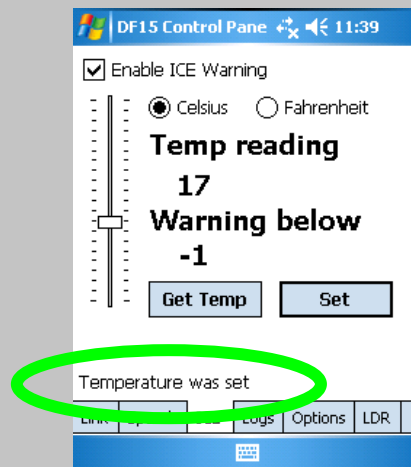 DF15 Control Pane 11:39
Enable ICE Warning
Celsius Fahrenheit
Temp reading
17
Warning below
-1
Get Temp Set
Temperature was set
Logs Options LDR